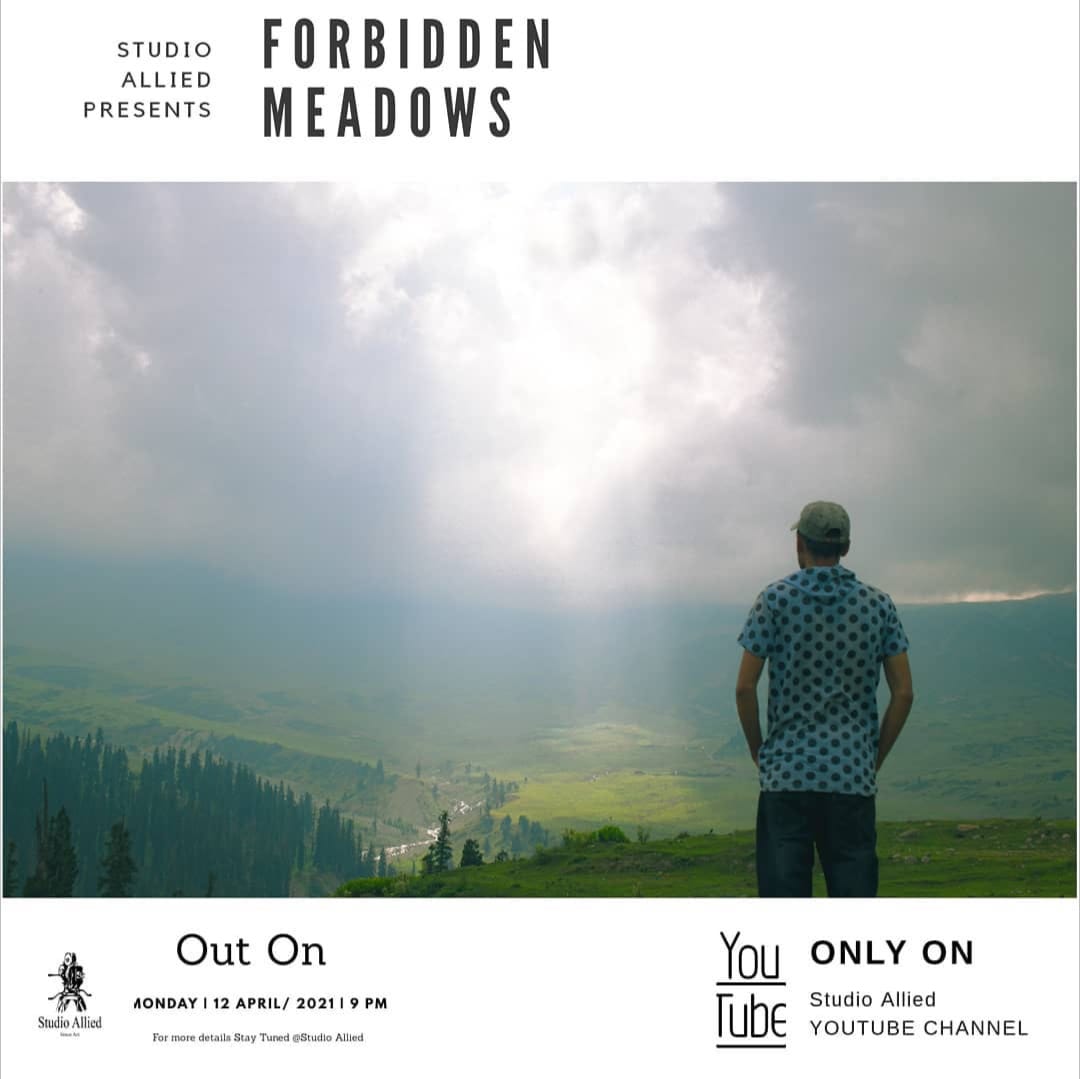 STUDIO
ALLIED
PRESENTS
FORBIDDEN
MEADOWS
Out On
MONDAY | 12 APRIL/ 2021 | 9 PM
For more details Stay Tuned @Studio Allied
Studio Allied
You
Tube
ONLY ON
Studio Allied
YOUTUBE CHANNEL